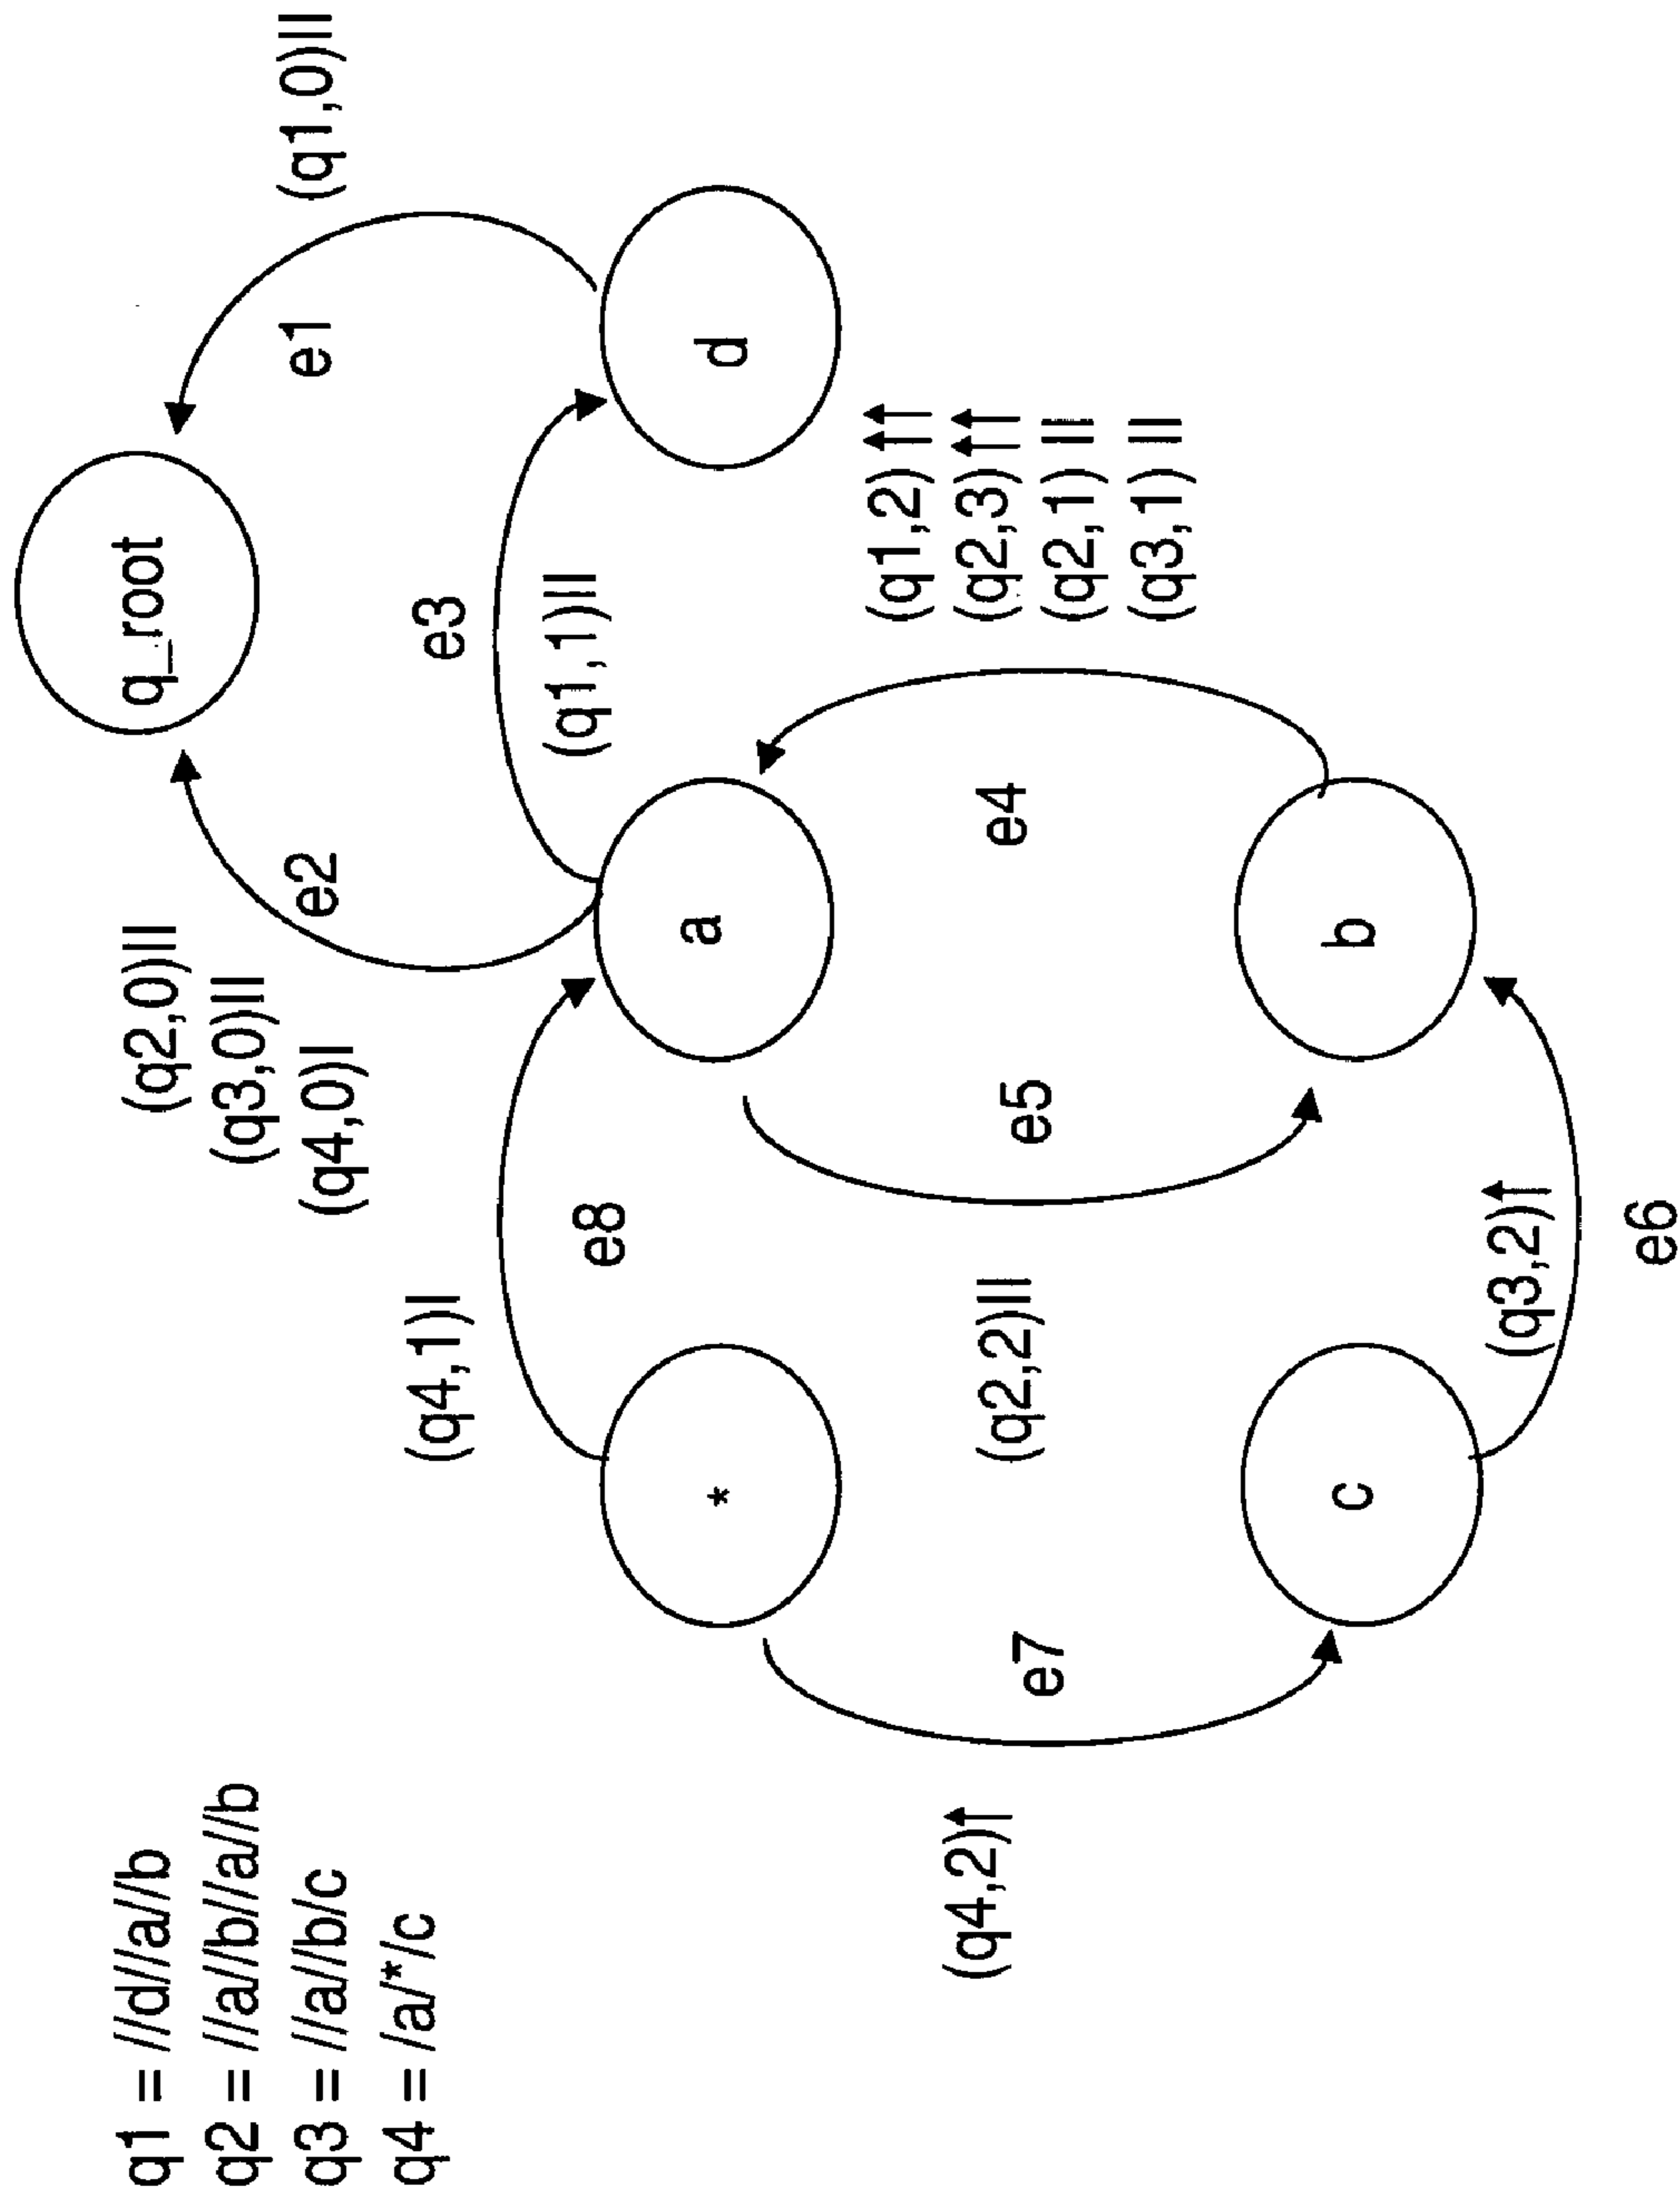 q1 = //d//a//b
q2 = //a//b//a//b
q3 = //a//b/c
q4 = /a/*/c
q_root
(q2,0)||
(q3,0)||
(q4,0)|
e2
e1
(q1,0)||
(q4,1)|
e8
e3
(q1,1)||
*
a
d
(q4,2)↑
e7
(q2,2)||
e5
e4
(q1,2)↑↑
(q2,3)↑↑
(q2,1)||
(q3,1)||
c
b
(q3,2)↑
e6